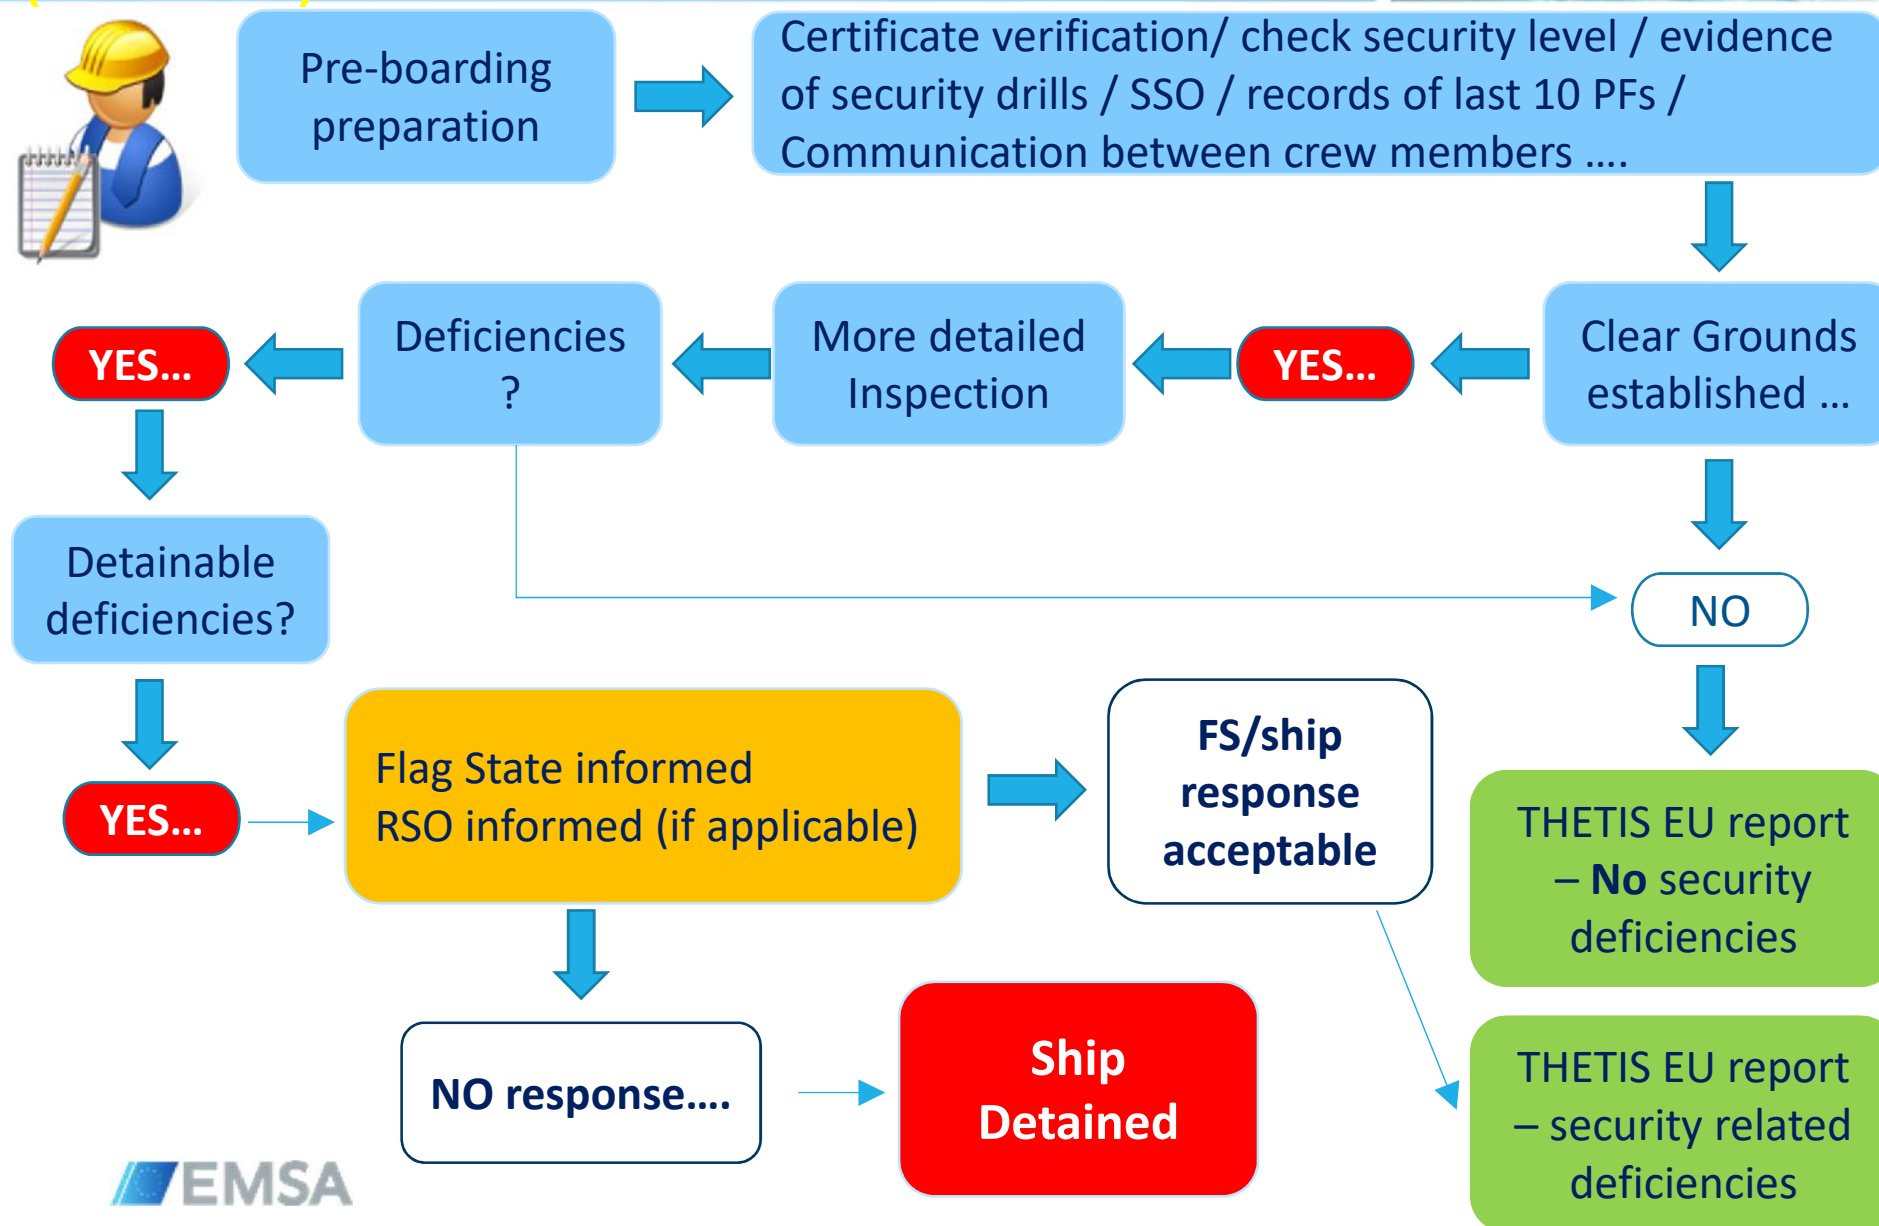 Pre-boarding
preparation
Certificate verification/ check security level / evidence
of security drills / SSO / records of last 10 PFs /
Communication between crew members ....
YES...
Deficiencies
?
More detailed
Inspection
YES...
Clear Grounds
established ...
Detainable
deficiencies?
NO
YES...
Flag State informed
RSO informed (if applicable)
FS/ship
response
acceptable
THETIS EU report
– No security
deficiencies
NO response....
Ship
Detained
THETIS EU report
– security related
deficiencies
EMSA